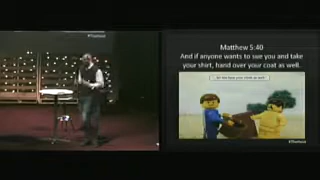 Matthew 5:40
And if anyone wants to sue you and take
your shirt, hand over your coat as well.